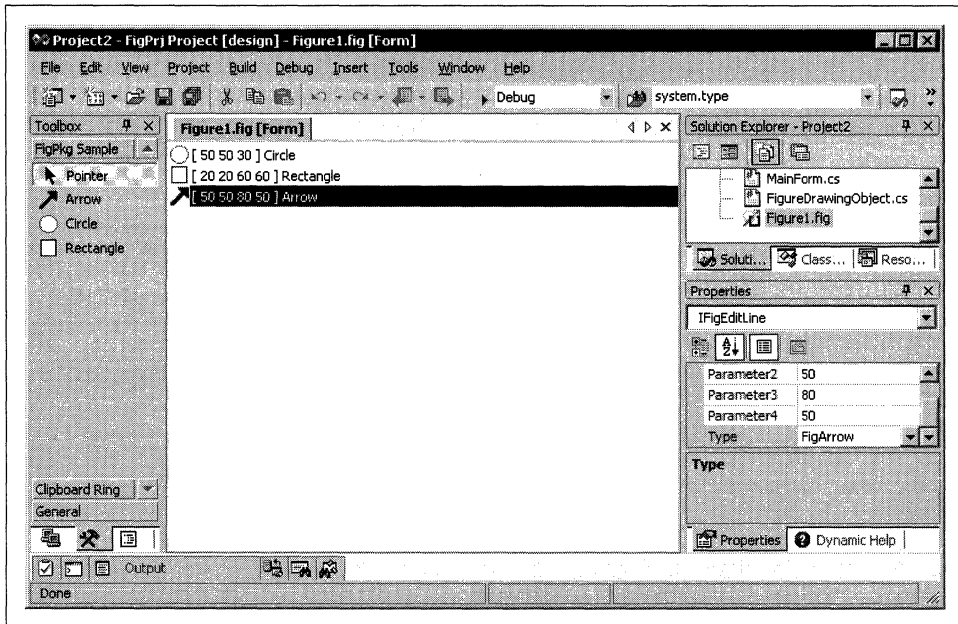 Project2 - FigPrj Project [design] - Figure1.fig [Form]
File Edit View Project Build Debug Insert Tools Window Help
Debug system.type
Toolbox
FigPkg Sample
Pointer
Arrow
Circle
Rectangle
Clipboard Ring
General
Figure1.fig [Form]
[ 50 50 30 ] Circle
[ 20 20 60 60 ] Rectangle
[ 50 50 80 50 ] Arrow
Solution Explorer - Project2
MainForm.cs
FigureDrawingObject.cs
Figure1.fig
Soluti... Class... Reso...
Properties
IFigEditLine
Parameter2 50
Parameter3 80
Parameter4 50
Type FigArrow
Type
Properties Dynamic Help
Output
Done